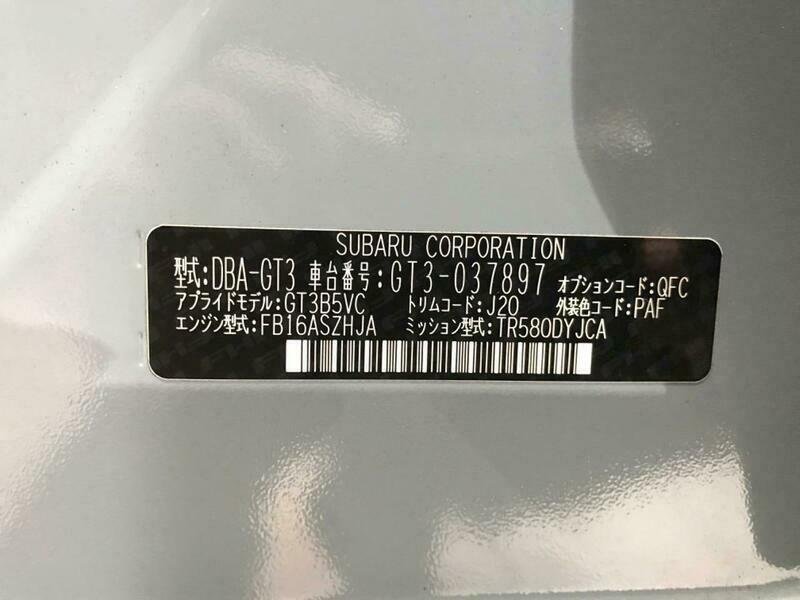 SUBARU CORPORATION
型式:DBA-GT3 車台番号:GT3-037897 オプションコード:QFC
アプライドモデル:GT3B5VC トリムコード:J20 外装色コード:PAF
エンジン型式:FB16ASZHJA ミッション型式:TR580DYJCA